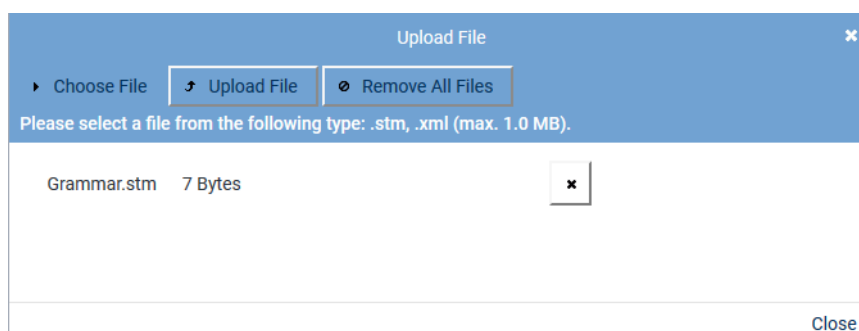 Upload File
Choose File Upload File Remove All Files
Please select a file from the following type: .stm, .xml (max. 1.0 MB).
Grammar.stm 7 Bytes
Close